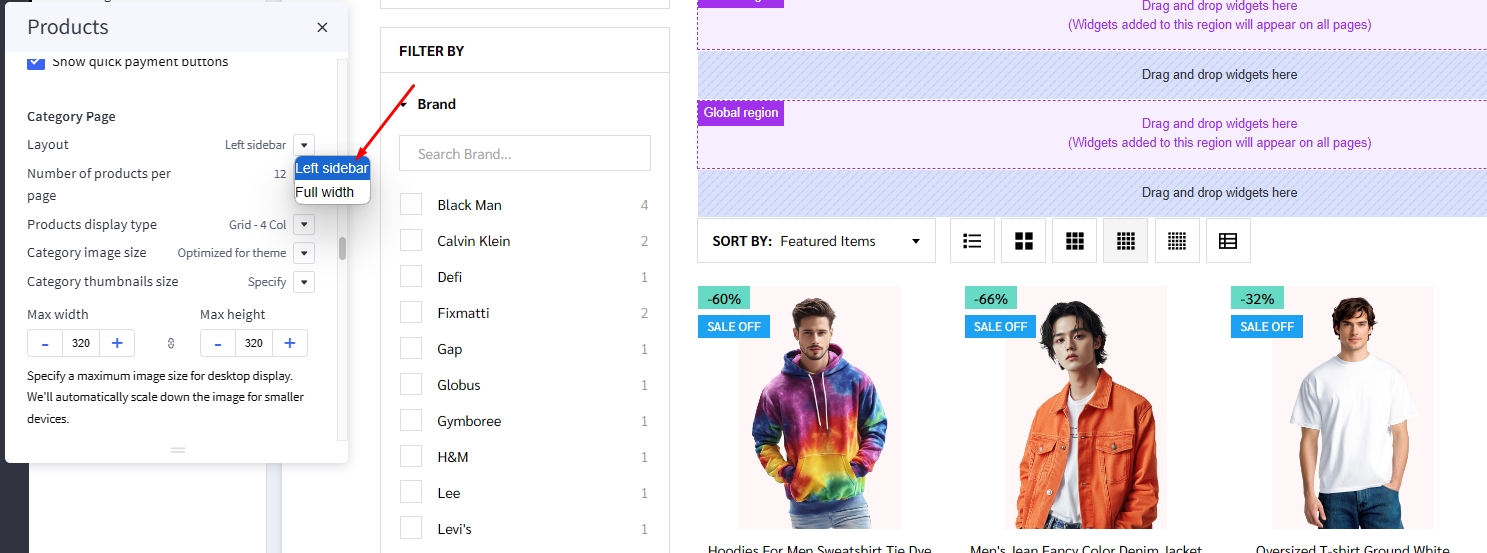 Products
Show quick payment buttons
Category Page
Layout
Left sidebar
Left sidebar
Full width
Number of products per
page
12
Products display type
Grid - 4 Col
Category image size
Optimized for theme
Category thumbnails size
Specify
Max width
Max height
- 320 +
- 320 +
Specify a maximum image size for desktop display.
We'll automatically scale down the image for smaller
devices.
FILTER BY
Brand
Search Brand...
Black Man 4
Calvin Klein 2
Defi 1
Fixmatti 2
Gap 1
Globus 1
Gymboree 1
H&M 1
Lee 1
Levi's 1
Drag and drop widgets here
(Widgets added to this region will appear on all pages)
Drag and drop widgets here
Global region
Drag and drop widgets here
(Widgets added to this region will appear on all pages)
Drag and drop widgets here
SORT BY: Featured Items
-60%
SALE OFF
-66%
SALE OFF
-32%
SALE OFF
Hoodies For Men Sweatshirt Tie Dye
Men's Jean Fancy Color Denim Jacket
Oversized T-shirt Ground White